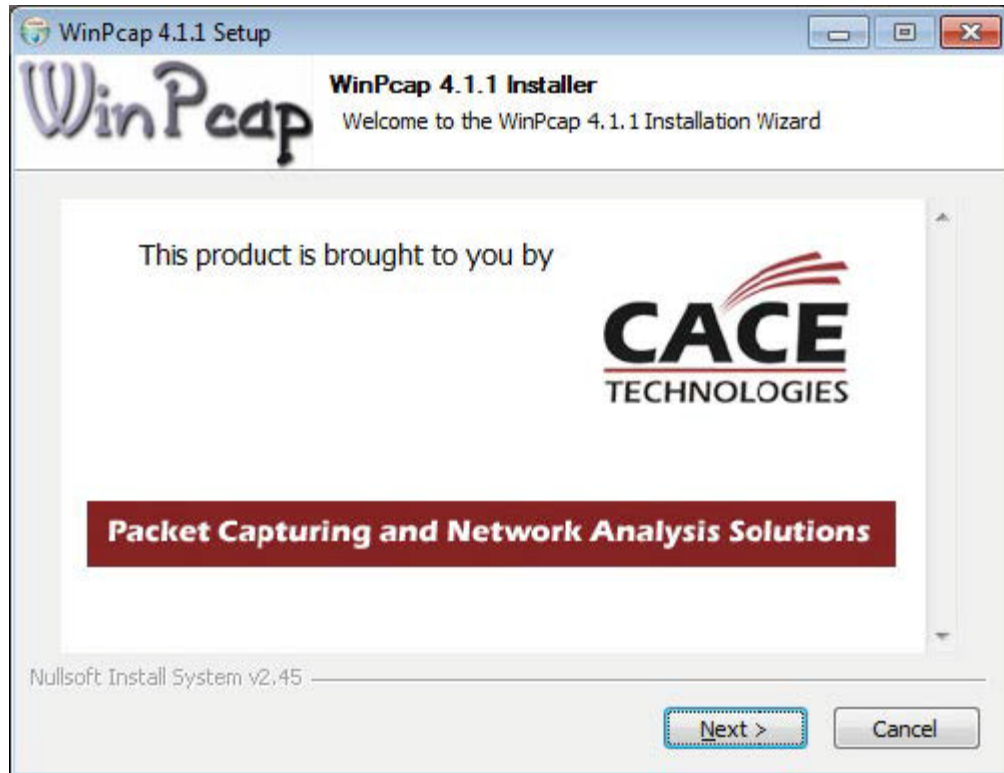 WinPcap 4.1.1 Setup
WinPcap
WinPcap 4.1.1 Installer
Welcome to the WinPcap 4.1.1 Installation Wizard
This product is brought to you by
CACE
TECHNOLOGIES
Packet Capturing and Network Analysis Solutions
Nullsoft Install System v2.45
Next >
Cancel